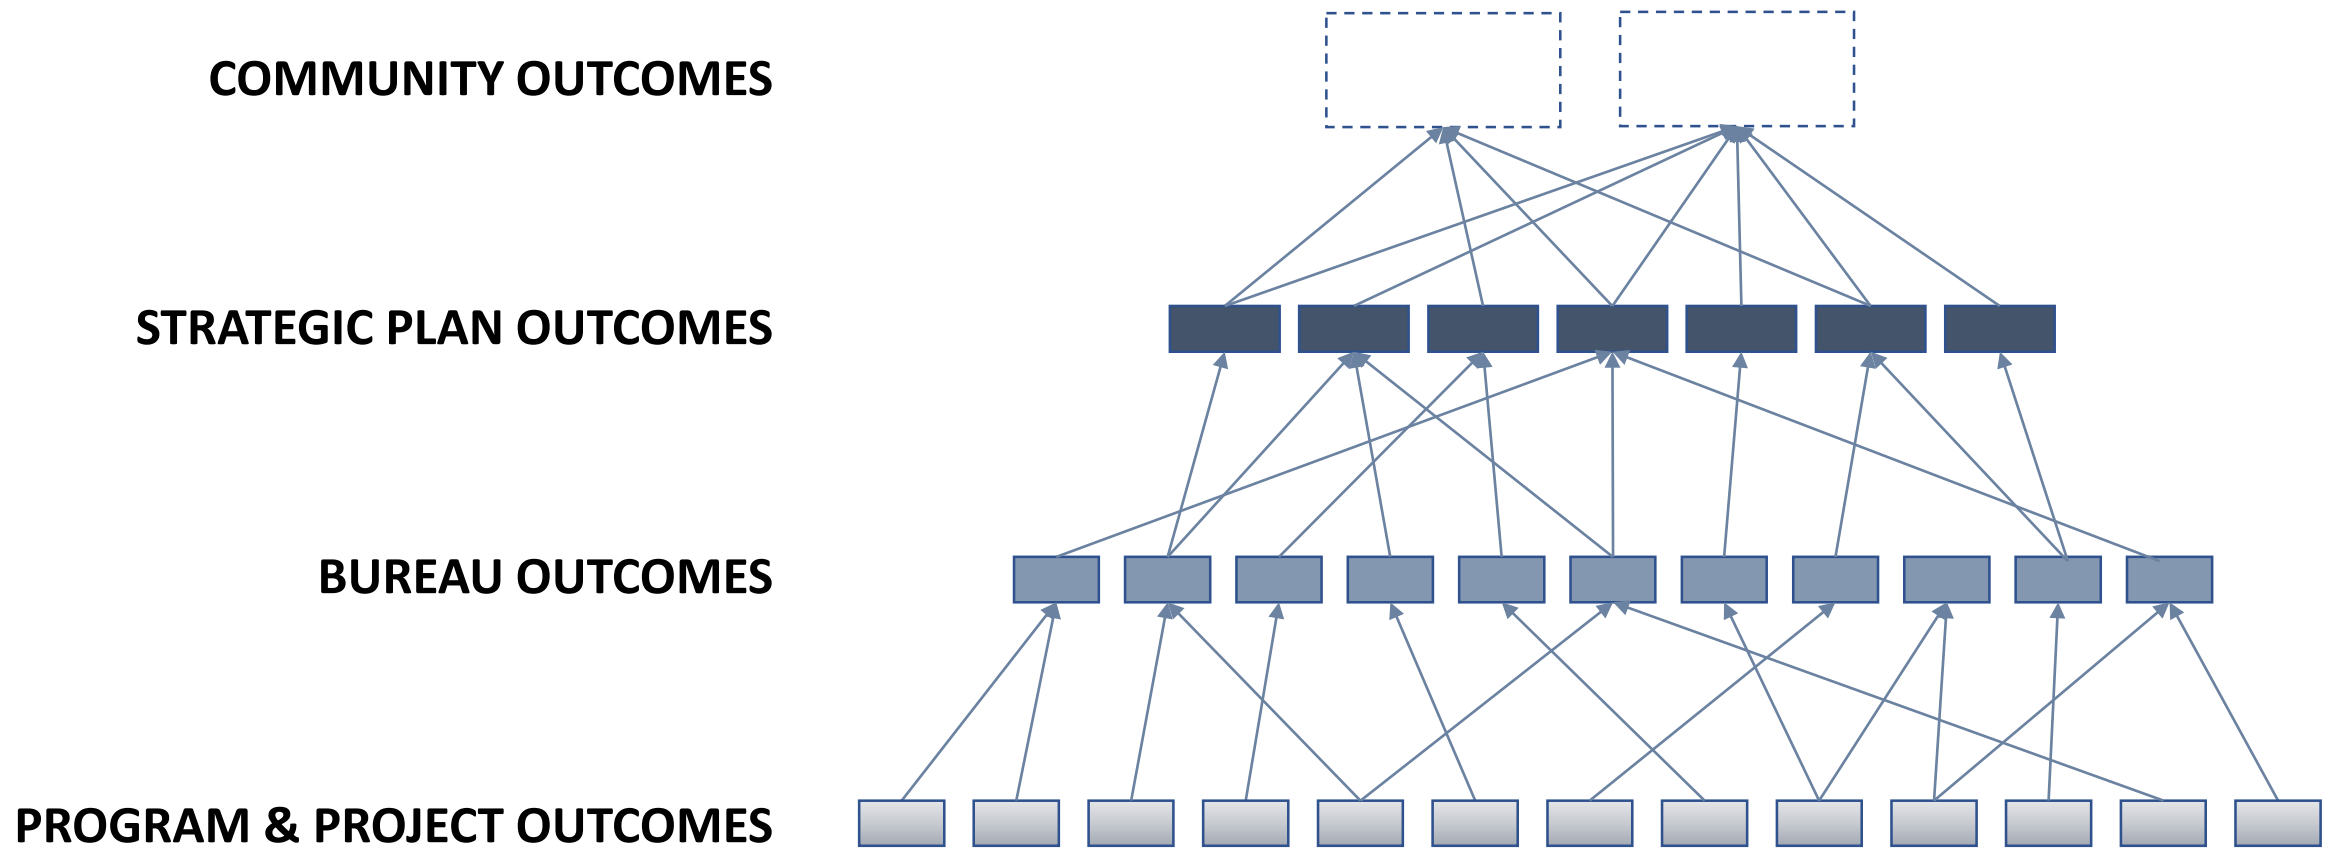 COMMUNITY OUTCOMES
STRATEGIC PLAN OUTCOMES
BUREAU OUTCOMES
PROGRAM & PROJECT OUTCOMES